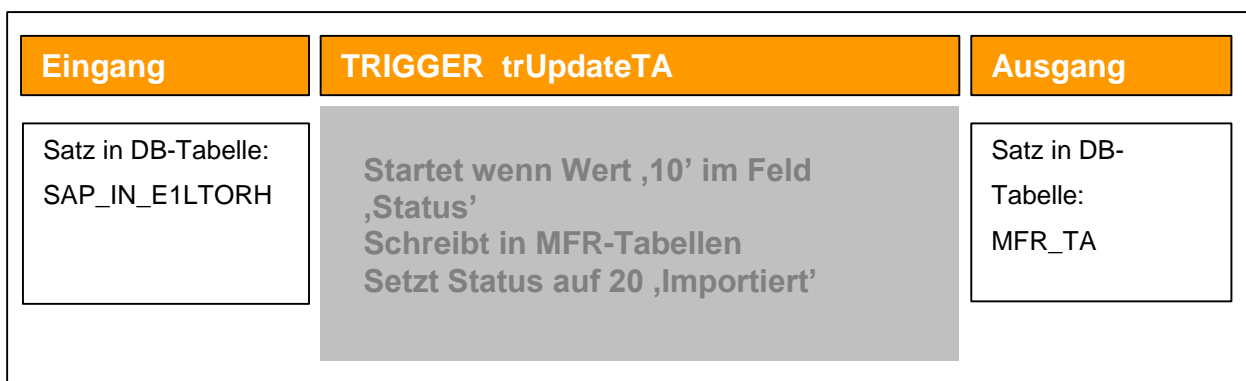 Eingang
TRIGGER trUpdateTA
Ausgang
Satz in DB-Tabelle:
SAP_IN_E1LTORH
Startet wenn Wert ‚10’ im Feld
‚Status’
Schreibt in MFR-Tabellen
Setzt Status auf 20 ‚Importiert’
Satz in DB-
Tabelle:
MFR_TA